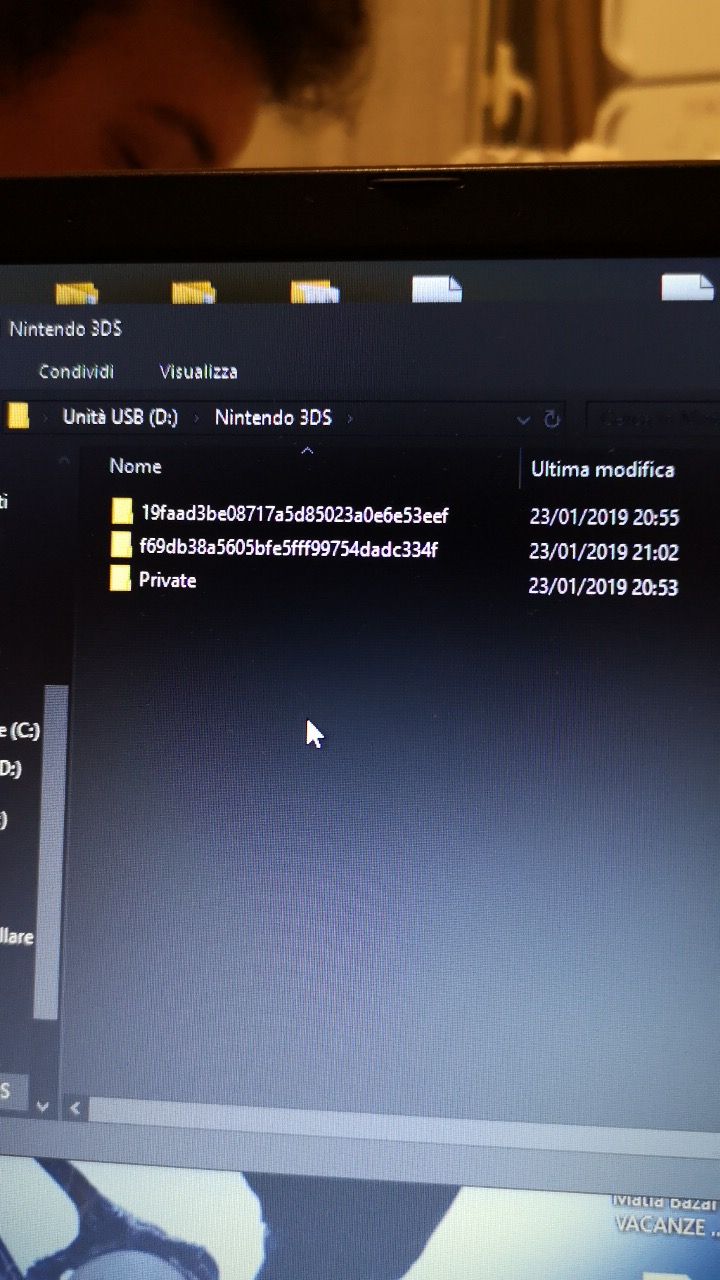 Nintendo 3DS
Condividi Visualizza
Unità USB (D:) Nintendo 3DS
Nome Ultima modifica
ti
19faad3be08717a5d85023a0e6e53eef 23/01/2019 20:55
f69db38a5605bfe5fff99754dadc334f 23/01/2019 21:02
Private 23/01/2019 20:53
e (C:)
D:)
:)
llare
S
Matia Bazar
VACANZE ...